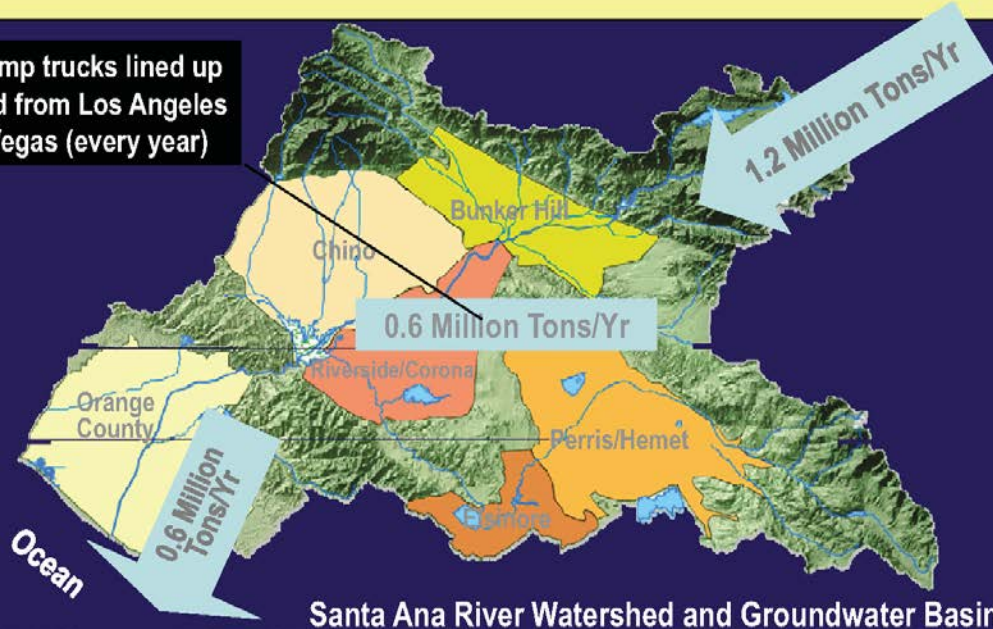 mp trucks lined up
d from Los Angeles
Vegas (every year)
1.2 Million Tons/Yr
Bunker Hill
Chino
0.6 Million Tons/Yr
Riverside/Corona
Orange
County
Perris/Hemet
0.6 Million
Tons/Yr
Elsinore
Ocean
Santa Ana River Watershed and Groundwater Basin